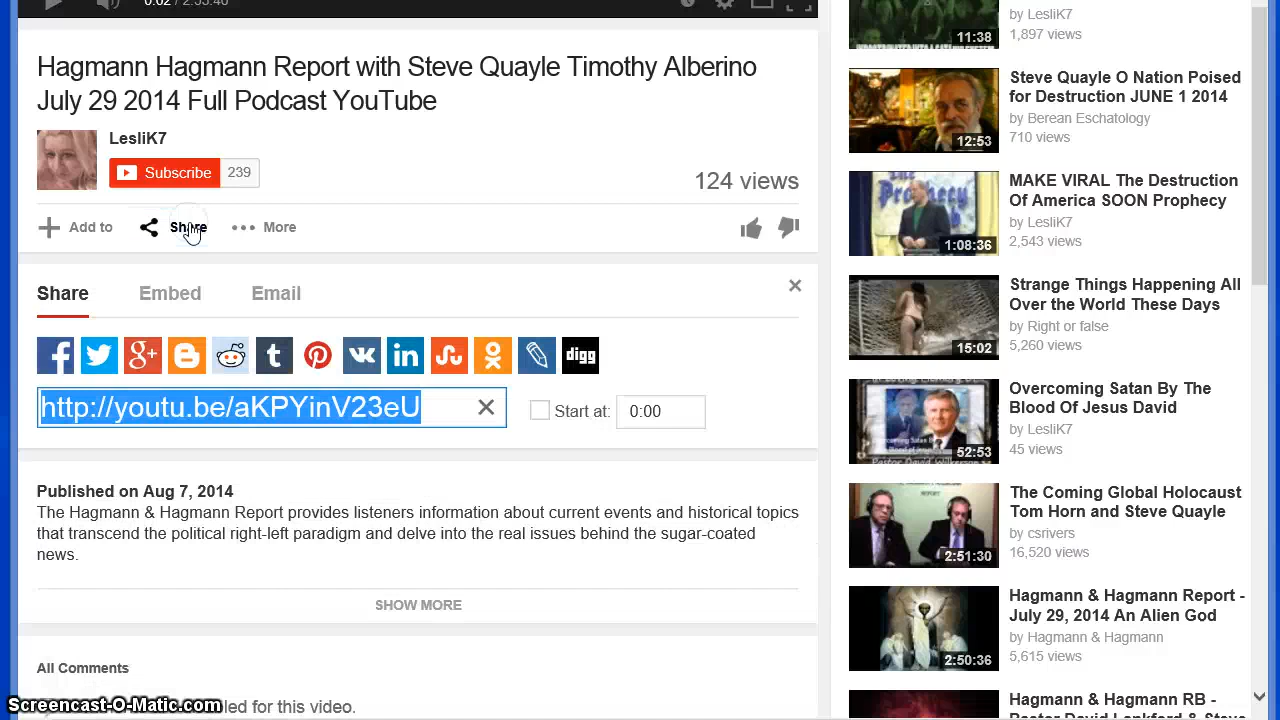 Hagmann Hagmann Report with Steve Quayle Timothy Alberino
July 29 2014 Full Podcast YouTube
LesliK7
Subscribe 239
124 views
Add to Share More
Share Embed Email
digg
http://youtu.be/aKPYinV23eU
Start at: 0:00
Published on Aug 7, 2014
The Hagmann & Hagmann Report provides listeners information about current events and historical topics
that transcend the political right-left paradigm and delve into the real issues behind the sugar-coated
news.
SHOW MORE
All Comments
led for this video.
Screencast-O-Matic.com
by LesliK7
1,897 views
11:38
Steve Quayle O Nation Poised
for Destruction JUNE 1 2014
by Berean Eschatology
710 views
12:53
MAKE VIRAL The Destruction
Of America SOON Prophecy
by LesliK7
2,543 views
1:08:36
Strange Things Happening All
Over the World These Days
by Right or false
5,260 views
15:02
Overcoming Satan By The
Blood Of Jesus David
by LesliK7
45 views
52:53
The Coming Global Holocaust
Tom Horn and Steve Quayle
by csrivers
16,520 views
2:51:30
Hagmann & Hagmann Report -
July 29, 2014 An Alien God
by Hagmann & Hagmann
5,615 views
2:50:36
Hagmann & Hagmann RB -
Pastor David Lankford & Steve